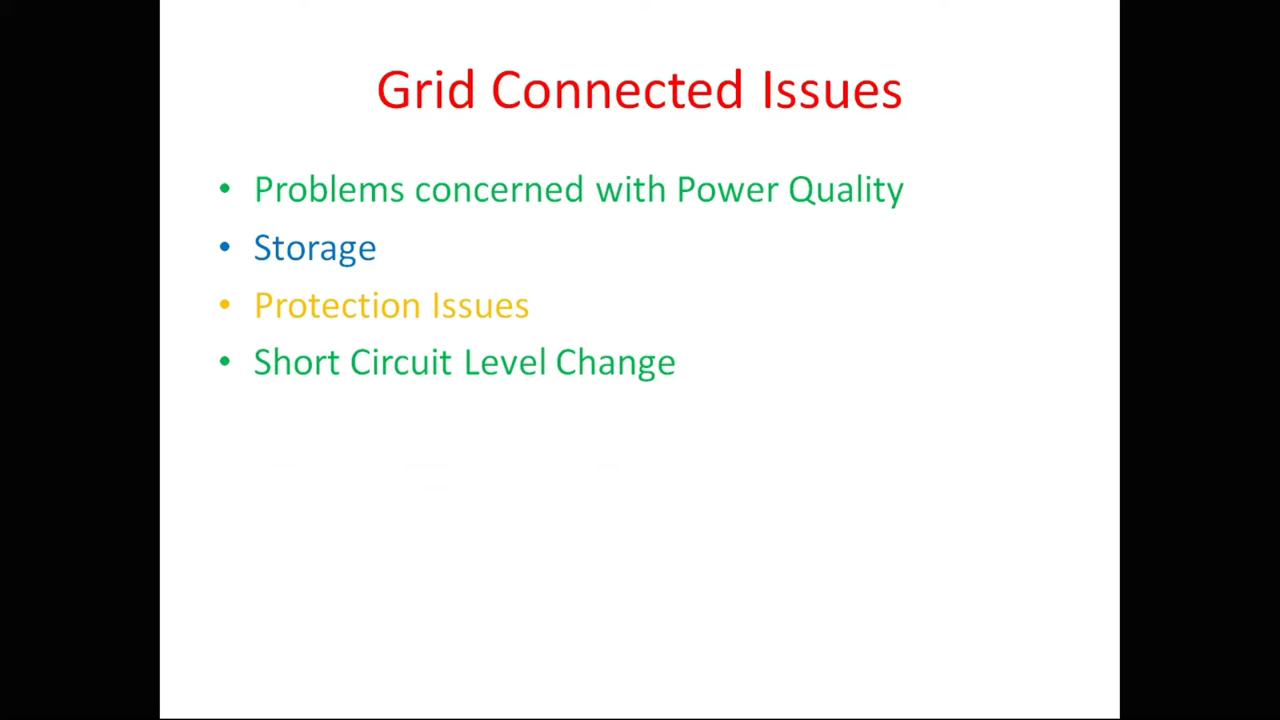 Grid Connected Issues
• Problems concerned with Power Quality
• Storage
• Protection Issues
• Short Circuit Level Change